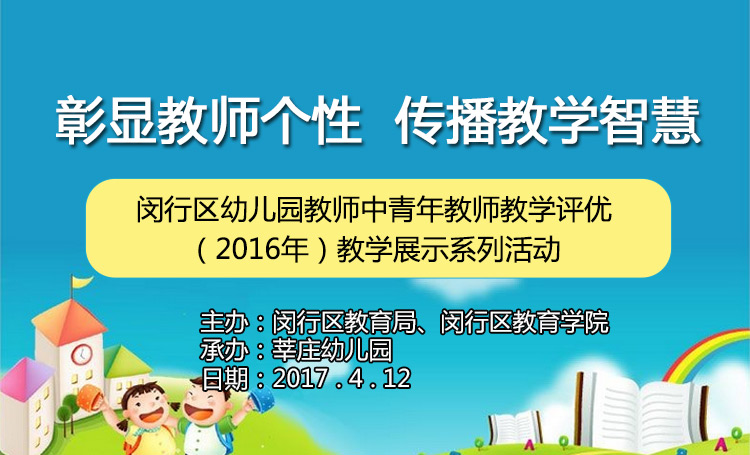 彰显教师个性 传播教学智慧
闵行区幼儿园教师中青年教师教学评优
（2016年）教学展示系列活动
主办：闵行区教育局、闵行区教育学院
承办：莘庄幼儿园
日期：2017 . 4 . 12